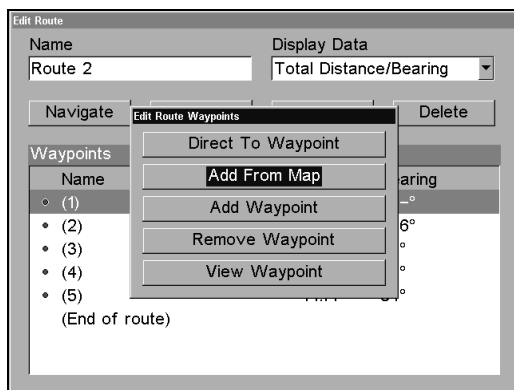 Edit Route
Name
Display Data
Route 2
Total Distance/Bearing
Navigate
Delete
Edit Route Waypoints
Direct To Waypoint
Add From Map
Add Waypoint
Remove Waypoint
View Waypoint
Waypoints
Name
earing
(1)
(2)
6°
(3)
(4)
(5)
(End of route)